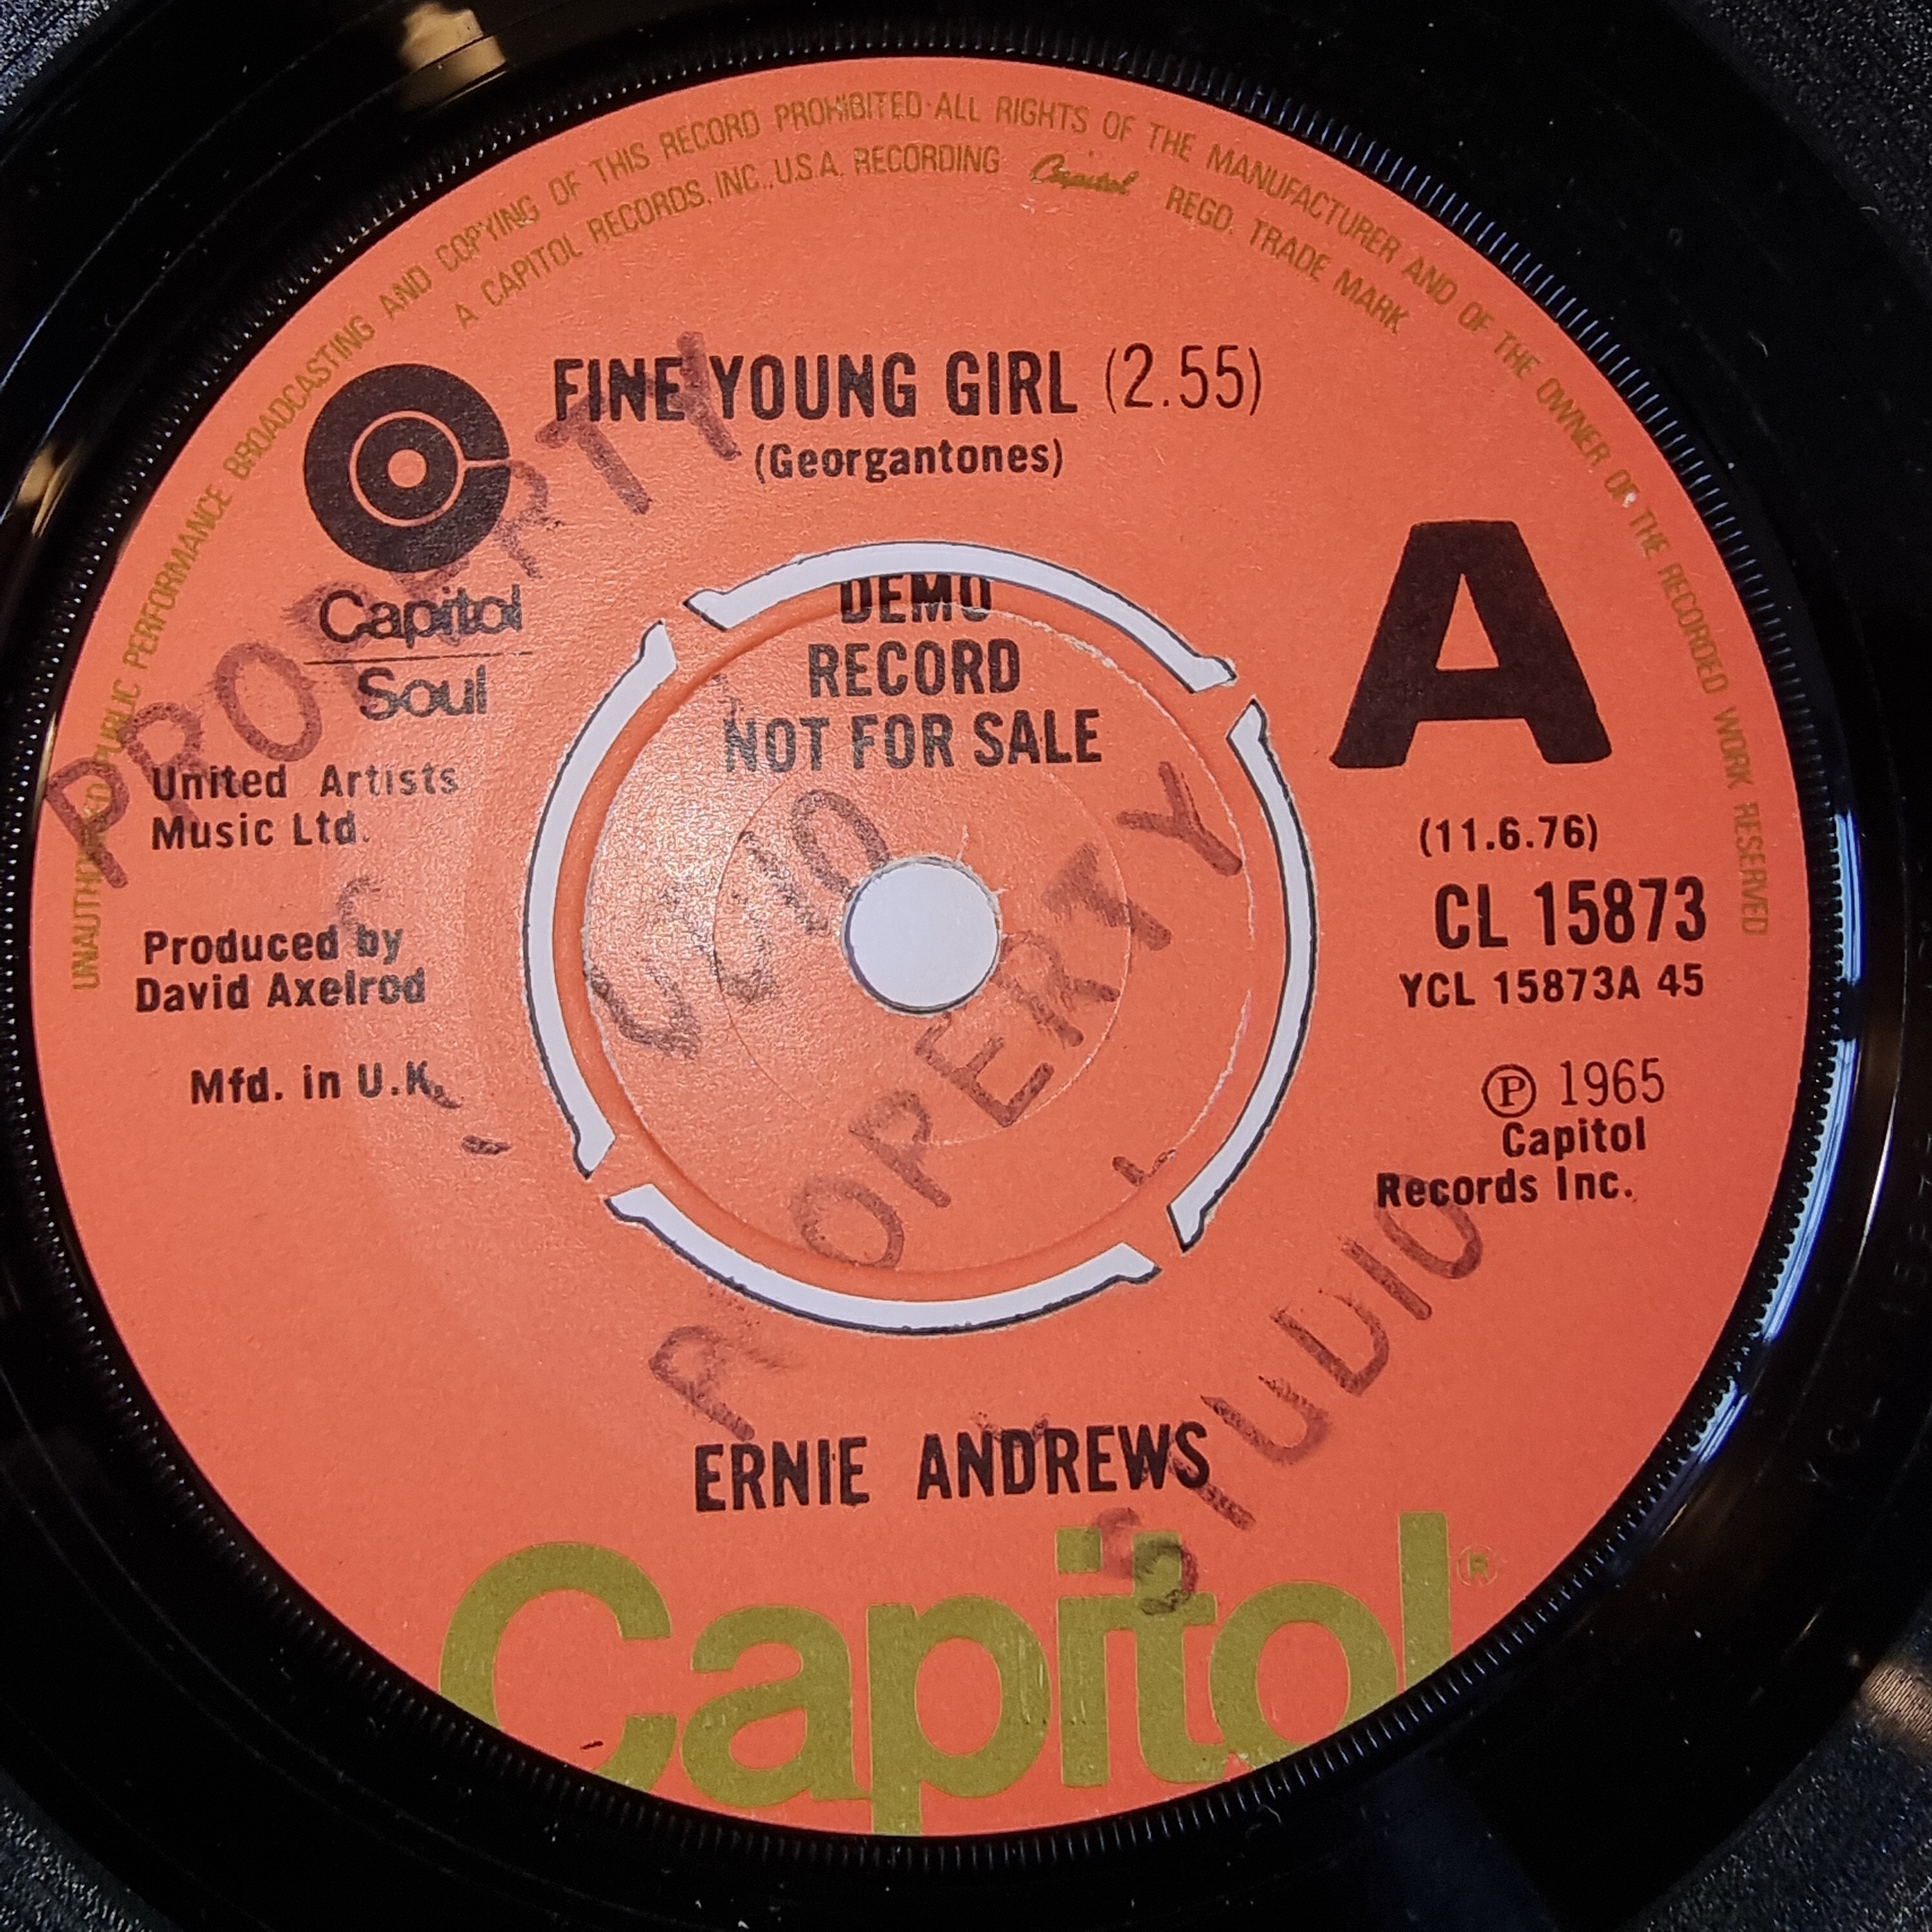 UNAUTHORISED PUBLIC PERFORMANCE BROADCASTING AND COPYING OF THIS RECORD PROHIBITED·ALL RIGHTS OF THE MANUFACTURER AND OF THE OWNER OF THE RECORDED WORK RESERVED
A CAPITOL RECORDS, INC., U.S.A. RECORDING Capitol REGD. TRADE MARK
FINE YOUNG GIRL (2.55)
(Georgantones)
Capitol
Soul
PROPERTY
DEMO
RECORD
NOT FOR SALE
A
United Artists
Music Ltd.
Produced by
David Axelrod
Mfd. in U.K.
(11.6.76)
CL 15873
YCL 15873A 45
Ⓟ 1965
Capitol
Records Inc.
OPERTY
STUDIO
ERNIE ANDREWS
Capitol®